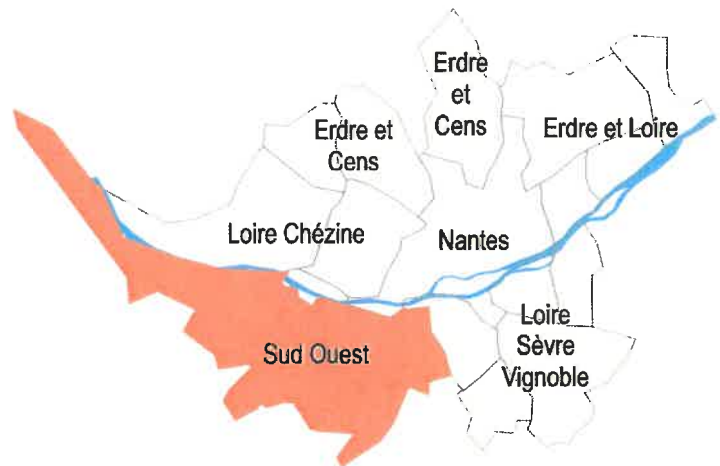 Erdre
et
Cens
Erdre et
Cens
Erdre et Loire
Loire Chézine
Nantes
Loire
Sèvre
Vignoble
Sud Ouest